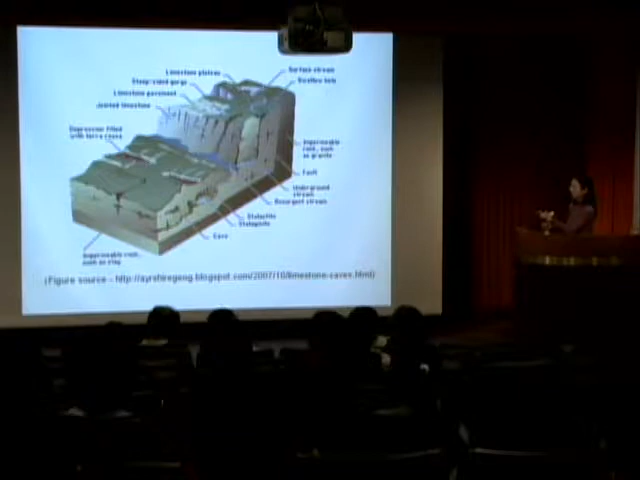 Limestone plateau
Surface stream
Steep-sided gorge
Swallow hole
Limestone pavement
Jointed limestone
Depression filled
with terra rossa
Impermeable
rock, such
as granite
Fault
Underground
stream
Resurgent stream
Stalactite
Stalagmite
Cave
Impermeable rock,
such as clay
(Figure source - http://ayrshiregeog.blogspot.com/2007/10/limestone-caves.html)